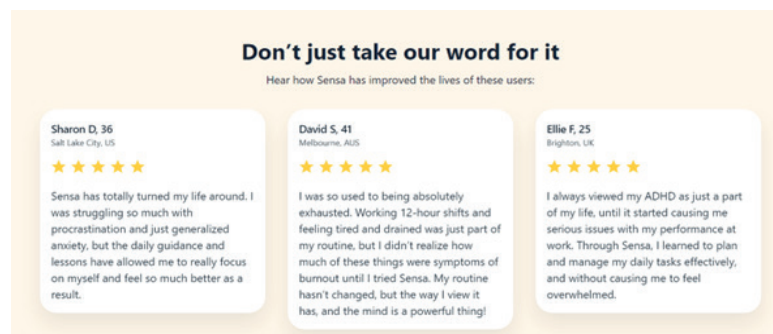 Don’t just take our word for it
Hear how Sensa has improved the lives of these users:
Sharon D, 36
Salt Lake City, US
Sensa has totally turned my life around. I
was struggling so much with
procrastination and just generalized
anxiety, but the daily guidance and
lessons have allowed me to really focus
on myself and feel so much better as a
result.
David S, 41
Melbourne, AUS
I was so used to being absolutely
exhausted. Working 12-hour shifts and
feeling tired and drained was just part of
my routine, but I didn’t realize how
much of these things were symptoms of
burnout until I tried Sensa. My routine
hasn’t changed, but the way I view it
has, and the mind is a powerful thing!
Ellie F, 25
Brighton, UK
I always viewed my ADHD as just a part
of my life, until it started causing me
serious issues with my performance at
work. Through Sensa, I learned to plan
and manage my daily tasks effectively,
and without causing me to feel
overwhelmed.